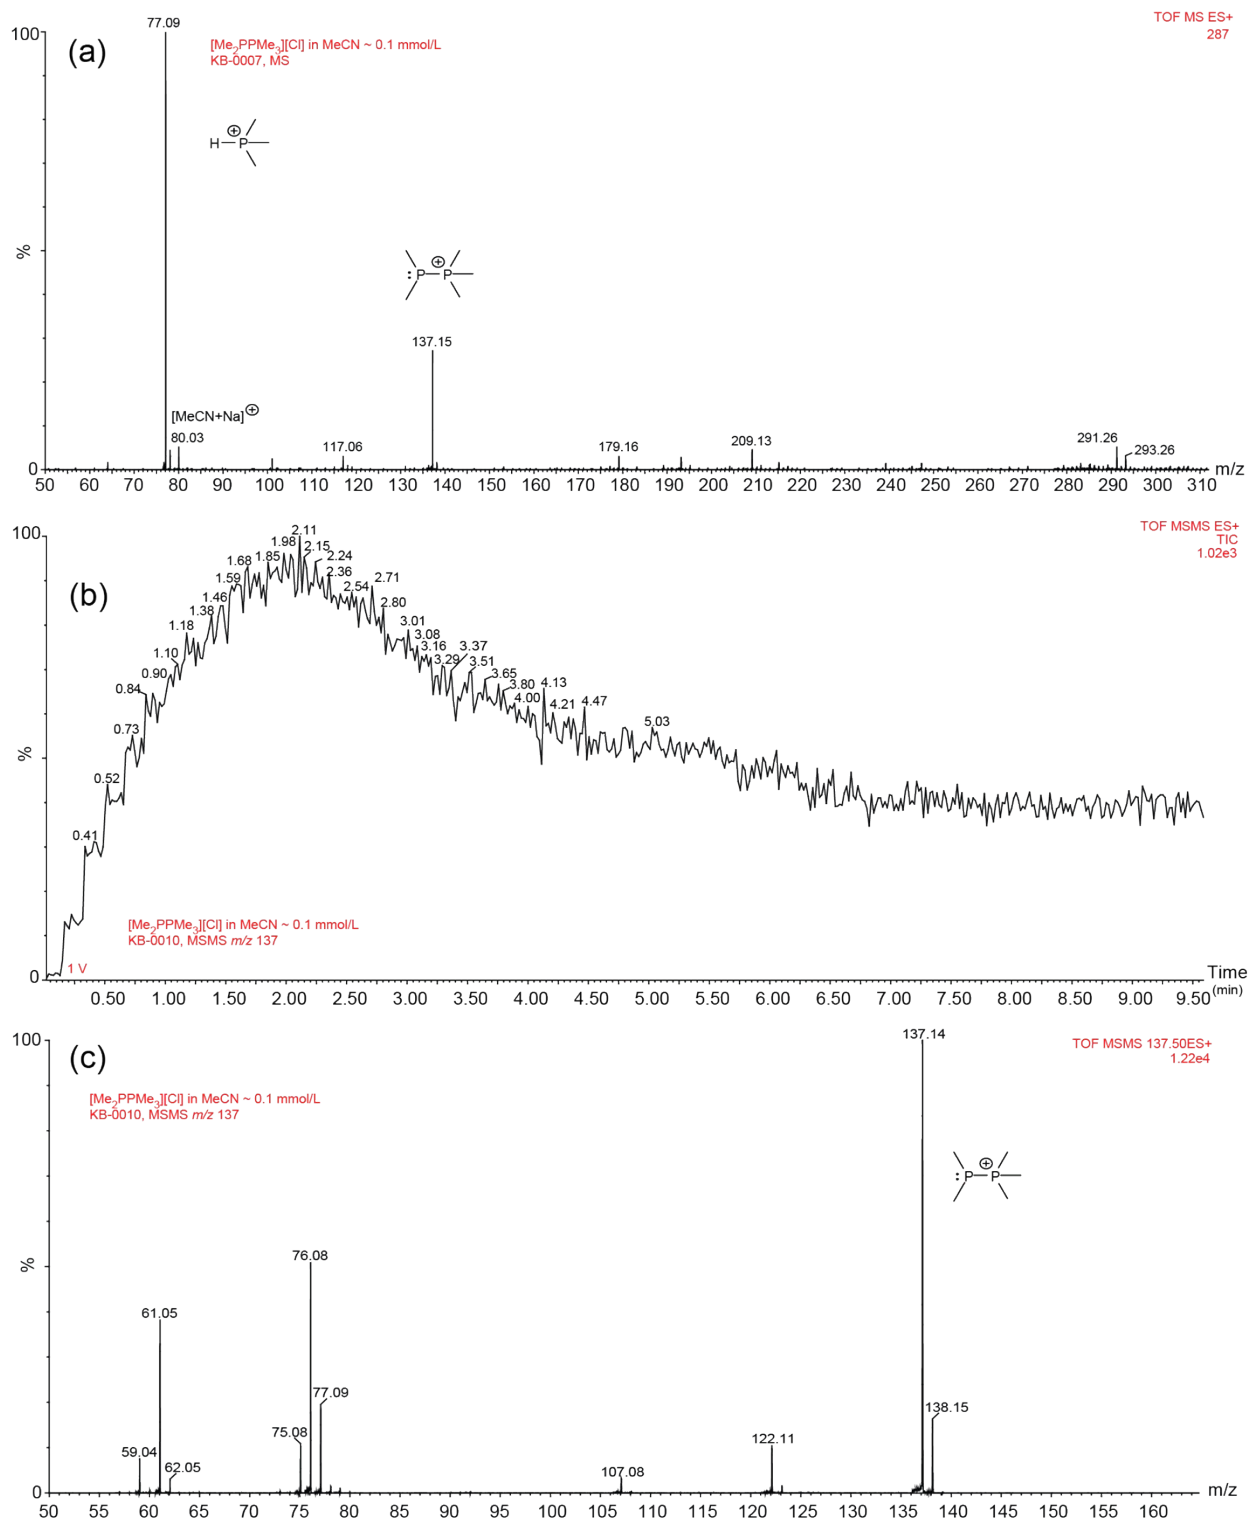 (a)
TOF MS ES+
287
[Me2PPMe3][Cl] in MeCN ~ 0.1 mmol/L
KB-0007, MS
100
%
0
77.09
H P ⊕
:P P ⊕
137.15
[MeCN+Na]⊕
80.03
117.06
179.16
209.13
291.26
293.26
50 60 70 80 90 100 110 120 130 140 150 160 170 180 190 200 210 220 230 240 250 260 270 280 290 300 310
m/z
(b)
TOF MSMS ES+
TIC
1.02e3
100
%
0
0.41
0.52
0.73
0.84
0.90
1.10
1.18
1.38
1.46
1.59
1.68
1.85
1.98
2.11
2.15
2.24
2.36
2.54
2.71
2.80
3.01
3.08
3.16
3.29
3.37
3.51
3.65
3.80
4.00
4.13
4.21
4.47
5.03
[Me2PPMe3][Cl] in MeCN ~ 0.1 mmol/L
KB-0010, MSMS m/z 137
1 V
0.50 1.00 1.50 2.00 2.50 3.00 3.50 4.00 4.50 5.00 5.50 6.00 6.50 7.00 7.50 8.00 8.50 9.00 9.50
Time
(min)
(c)
TOF MSMS 137.50ES+
1.22e4
[Me2PPMe3][Cl] in MeCN ~ 0.1 mmol/L
KB-0010, MSMS m/z 137
100
%
0
59.04
61.05
62.05
75.08
76.08
77.09
107.08
122.11
137.14
138.15
:P P ⊕
50 55 60 65 70 75 80 85 90 95 100 105 110 115 120 125 130 135 140 145 150 155 160
m/z